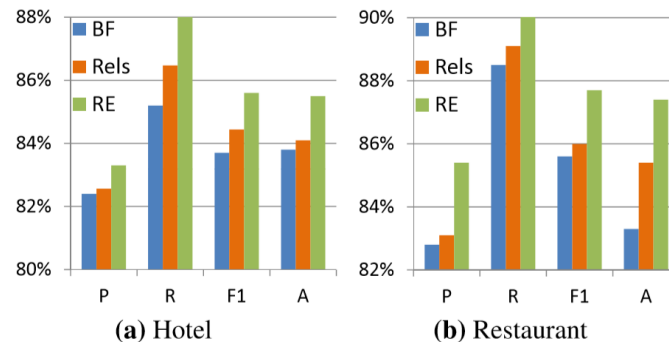 88%
86%
84%
82%
80%
BF
Rels
RE
P R F1 A
(a) Hotel
90%
88%
86%
84%
82%
BF
Rels
RE
P R F1 A
(b) Restaurant